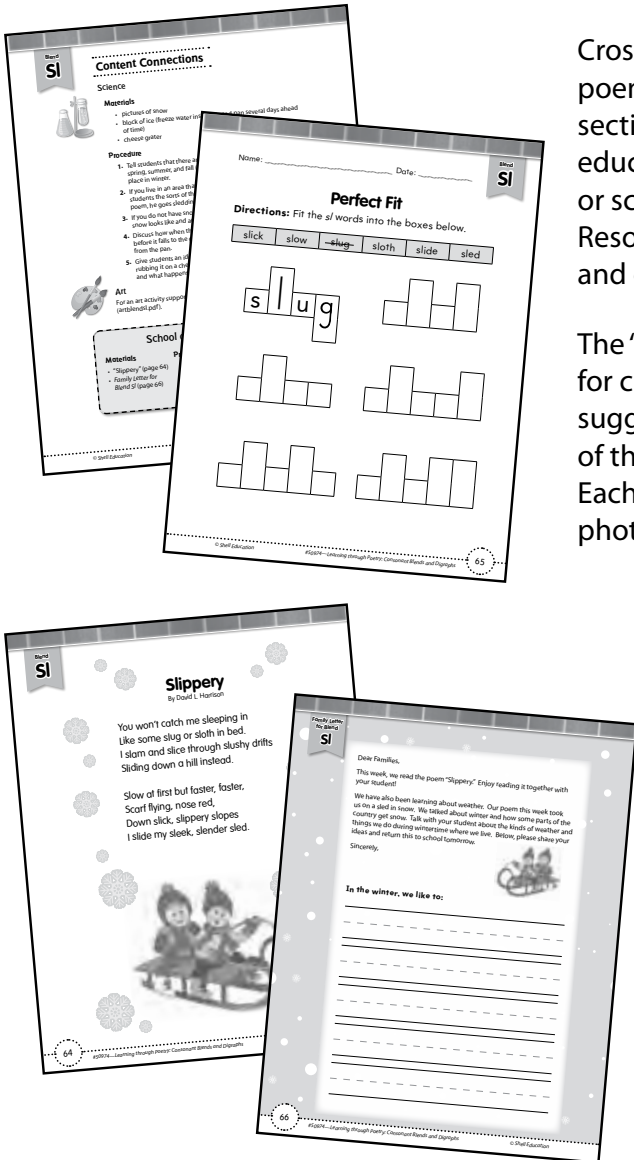 Blend
Sl
Content Connections
Science
Materials
• pictures of snow
• block of ice (freeze water in pan several days ahead
of time)
• cheese grater
Procedure
1- Tell students that there a
spring, summer, and fall
place in winter.
2- If you live in an area tha
students the sorts of th
poem, he goes sleddin
3- If you do not have sno
snow looks like and a
4- Discuss how when th
before it falls to the
from the pan.
5- Give students an id
rubbing it on a che
and what happen
Art
For an art activity suppo
(artblendsl.pdf).
School
Materials
• "Slippery" (page 64)
• Family Letter for
Blend Sl (page 66)
© Shell Education
Name: Date:
Blend
Sl
Perfect Fit
Directions: Fit the sl words into the boxes below.
slick slow slug sloth slide sled
s l u g
© Shell Education #50974—Learning through Poetry: Consonant Blends and Digraphs 65
Cros
poem
secti
educ
or sc
Reso
and
The
for c
sugg
of th
Each
phot
Blend
Sl
Slippery
By David L. Harrison
You won't catch me sleeping in
Like some slug or sloth in bed.
I slam and slice through slushy drifts
Sliding down a hill instead.
Slow at first but faster, faster,
Scarf flying, nose red,
Down slick, slippery slopes
I slide my sleek, slender sled.
64 #50974—Learning through Poetry: Consonant Blends and Digraphs
Family Letter
for Blend
Sl
Dear Families,
This week, we read the poem "Slippery." Enjoy reading it together with
your student!
We have also been learning about weather. Our poem this week took
us on a sled in snow. We talked about winter and how some parts of the
country get snow. Talk with your student about the kinds of weather and
things we do during wintertime where we live. Below, please share your
ideas and return this to school tomorrow.
Sincerely,
In the winter, we like to:
66 #50974—Learning through Poetry: Consonant Blends and Digraphs © Shell Education